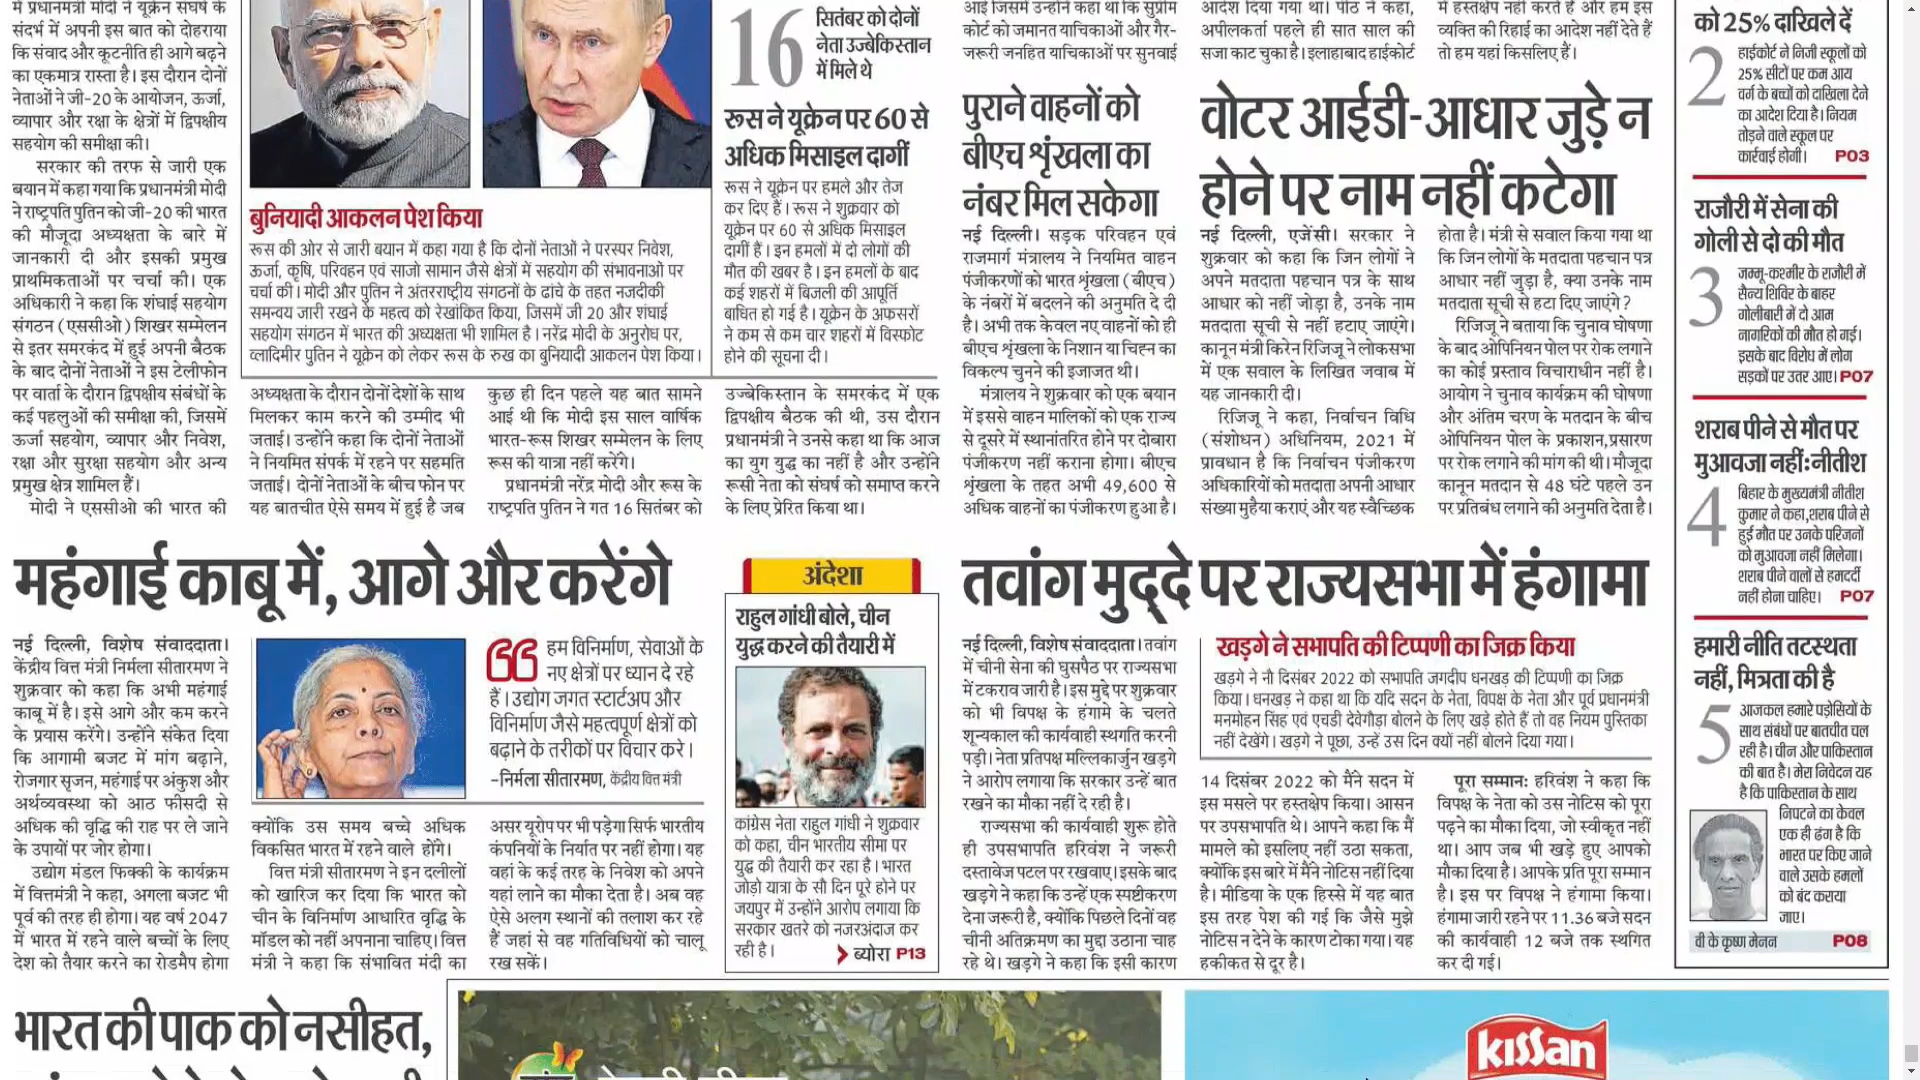 में प्रधानमंत्री मोदी ने यूक्रेन संघर्ष के
संदर्भ में अपनी इस बात को दोहराया
कि संवाद और कूटनीति ही आगे बढ़ने
का एकमात्र रास्ता है। इस दौरान दोनों
नेताओं ने जी-20 के आयोजन, ऊर्जा,
व्यापार और रक्षा के क्षेत्रों में द्विपक्षीय
सहयोग की समीक्षा की।
सरकार की तरफ से जारी एक
बयान में कहा गया कि प्रधानमंत्री मोदी
ने राष्ट्रपति पुतिन को जी-20 की भारत
की मौजूदा अध्यक्षता के बारे में
जानकारी दी और इसकी प्रमुख
प्राथमिकताओं पर चर्चा की। एक
अधिकारी ने कहा कि शंघाई सहयोग
संगठन (एससीओ) शिखर सम्मेलन
से इतर समरकंद में हुई अपनी बैठक
के बाद दोनों नेताओं ने इस टेलीफोन
पर वार्ता के दौरान द्विपक्षीय संबंधों के
कई पहलुओं की समीक्षा की, जिसमें
ऊर्जा सहयोग, व्यापार और निवेश,
रक्षा और सुरक्षा सहयोग और अन्य
प्रमुख क्षेत्र शामिल हैं।
मोदी ने एससीओ की भारत की
बुनियादी आकलन पेश किया
रूस की ओर से जारी बयान में कहा गया है कि दोनों नेताओं ने परस्पर निवेश,
ऊर्जा, कृषि, परिवहन एवं साजो सामान जैसे क्षेत्रों में सहयोग की संभावनाओं पर
चर्चा की। मोदी और पुतिन ने अंतरराष्ट्रीय संगठनों के ढांचे के तहत नजदीकी
समन्वय जारी रखने के महत्व को रेखांकित किया, जिसमें जी 20 और शंघाई
सहयोग संगठन में भारत की अध्यक्षता भी शामिल है। नरेंद्र मोदी के अनुरोध पर,
व्लादिमीर पुतिन ने यूक्रेन को लेकर रूस के रुख का बुनियादी आकलन पेश किया।
अध्यक्षता के दौरान दोनों देशों के साथ
मिलकर काम करने की उम्मीद भी
जताई। उन्होंने कहा कि दोनों नेताओं
ने नियमित संपर्क में रहने पर सहमति
जताई। दोनों नेताओं के बीच फोन पर
यह बातचीत ऐसे समय में हुई है जब
कुछ ही दिन पहले यह बात सामने
आई थी कि मोदी इस साल वार्षिक
भारत-रूस शिखर सम्मेलन के लिए
रूस की यात्रा नहीं करेंगे।
प्रधानमंत्री नरेंद्र मोदी और रूस के
राष्ट्रपति पुतिन ने गत 16 सितंबर को
16
सितंबर को दोनों
नेता उज्बेकिस्तान
में मिले थे
रूस ने यूक्रेन पर 60 से
अधिक मिसाइल दागीं
रूस ने यूक्रेन पर हमले और तेज
कर दिए हैं। रूस ने शुक्रवार को
यूक्रेन पर 60 से अधिक मिसाइल
दागीं हैं। इन हमलों में दो लोगों की
मौत की खबर है। इन हमलों के बाद
कई शहरों में बिजली की आपूर्ति
बाधित हो गई है। यूक्रेन के अफसरों
ने कम से कम चार शहरों में विस्फोट
होने की सूचना दी।
उज्बेकिस्तान के समरकंद में एक
द्विपक्षीय बैठक की थी, उस दौरान
प्रधानमंत्री ने उनसे कहा था कि आज
का युग युद्ध का नहीं है और उन्होंने
रूसी नेता को संघर्ष को समाप्त करने
के लिए प्रेरित किया था।
आई जिसमें उन्होंने कहा था कि सुप्रीम
कोर्ट को जमानत याचिकाओं और गैर-
जरूरी जनहित याचिकाओं पर सुनवाई
आदेश दिया गया था। पीठ ने कहा,
अपीलकर्ता पहले ही सात साल की
सजा काट चुका है। इलाहाबाद हाईकोर्ट
में हस्तक्षेप नहीं करते हैं और हम इस
व्यक्ति की रिहाई का आदेश नहीं देते हैं
तो हम यहां किसलिए हैं।
पुराने वाहनों को
बीएच शृंखला का
नंबर मिल सकेगा
नई दिल्ली। सड़क परिवहन एवं
राजमार्ग मंत्रालय ने नियमित वाहन
पंजीकरणों को भारत शृंखला (बीएच)
के नंबरों में बदलने की अनुमति दे दी
है। अभी तक केवल नए वाहनों को ही
बीएच शृंखला के निशान या चिह्न का
विकल्प चुनने की इजाजत थी।
मंत्रालय ने शुक्रवार को एक बयान
में इससे वाहन मालिकों को एक राज्य
से दूसरे में स्थानांतरित होने पर दोबारा
पंजीकरण नहीं कराना होगा। बीएच
शृंखला के तहत अभी 49,600 से
अधिक वाहनों का पंजीकरण हुआ है।
वोटर आईडी-आधार जुड़े न
होने पर नाम नहीं कटेगा
नई दिल्ली, एजेंसी। सरकार ने
शुक्रवार को कहा कि जिन लोगों ने
अपने मतदाता पहचान पत्र के साथ
आधार को नहीं जोड़ा है, उनके नाम
मतदाता सूची से नहीं हटाए जाएंगे।
कानून मंत्री किरेन रिजिजू ने लोकसभा
में एक सवाल के लिखित जवाब में
यह जानकारी दी।
रिजिजू ने कहा, निर्वाचन विधि
(संशोधन) अधिनियम, 2021 में
प्रावधान है कि निर्वाचन पंजीकरण
अधिकारियों को मतदाता अपनी आधार
संख्या मुहैया कराएं और यह स्वैच्छिक
होता है। मंत्री से सवाल किया गया था
कि जिन लोगों के मतदाता पहचान पत्र
आधार नहीं जुड़ा है, क्या उनके नाम
मतदाता सूची से हटा दिए जाएंगे?
रिजिजू ने बताया कि चुनाव घोषणा
के बाद ओपिनियन पोल पर रोक लगाने
का कोई प्रस्ताव विचाराधीन नहीं है।
आयोग ने चुनाव कार्यक्रम की घोषणा
और अंतिम चरण के मतदान के बीच
ओपिनियन पोल के प्रकाशन,प्रसारण
पर रोक लगाने की मांग की थी। मौजूदा
कानून मतदान से 48 घंटे पहले उन
पर प्रतिबंध लगाने की अनुमति देता है।
को 25% दाखिले दें
2
हाईकोर्ट ने निजी स्कूलों को
25% सीटों पर कम आय
वर्ग के बच्चों को दाखिला देने
का आदेश दिया है। नियम
तोड़ने वाले स्कूल पर
कार्रवाई होगी। P03
राजौरी में सेना की
गोली से दो की मौत
3
जम्मू-कश्मीर के राजौरी में
सैन्य शिविर के बाहर
गोलीबारी में दो आम
नागरिकों की मौत हो गई।
इसके बाद विरोध में लोग
सड़कों पर उतर आए। P07
शराब पीने से मौत पर
मुआवजा नहीं:नीतीश
4
बिहार के मुख्यमंत्री नीतीश
कुमार ने कहा,शराब पीने से
हुई मौत पर उनके परिजनों
को मुआवजा नहीं मिलेगा।
शराब पीने वालों से हमदर्दी
नहीं होना चाहिए। P07
हमारी नीति तटस्थता
नहीं, मित्रता की है
5
आजकल हमारे पड़ोसियों के
साथ संबंधों पर बातचीत चल
रही है। चीन और पाकिस्तान
की बात है। मेरा निवेदन यह
है कि पाकिस्तान के साथ
निपटने का केवल
एक ही ढंग है कि
भारत पर किए जाने
वाले उसके हमलों
को बंद कराया
जाए।
वी के कृष्ण मेनन P08
महंगाई काबू में, आगे और करेंगे
नई दिल्ली, विशेष संवाददाता।
केंद्रीय वित्त मंत्री निर्मला सीतारमण ने
शुक्रवार को कहा कि अभी महंगाई
काबू में है। इसे आगे और कम करने
के प्रयास करेंगे। उन्होंने संकेत दिया
कि आगामी बजट में मांग बढ़ाने,
रोजगार सृजन, महंगाई पर अंकुश और
अर्थव्यवस्था को आठ फीसदी से
अधिक की वृद्धि की राह पर ले जाने
के उपायों पर जोर होगा।
उद्योग मंडल फिक्की के कार्यक्रम
में वित्तमंत्री ने कहा, अगला बजट भी
पूर्व की तरह ही होगा। यह वर्ष 2047
में भारत में रहने वाले बच्चों के लिए
देश को तैयार करने का रोडमैप होगा
हम विनिर्माण, सेवाओं के
नए क्षेत्रों पर ध्यान दे रहे
हैं। उद्योग जगत स्टार्टअप और
विनिर्माण जैसे महत्वपूर्ण क्षेत्रों को
बढ़ाने के तरीकों पर विचार करे।
-निर्मला सीतारमण, केंद्रीय वित्त मंत्री
क्योंकि उस समय बच्चे अधिक
विकसित भारत में रहने वाले होंगे।
वित्त मंत्री सीतारमण ने इन दलीलों
को खारिज कर दिया कि भारत को
चीन के विनिर्माण आधारित वृद्धि के
मॉडल को नहीं अपनाना चाहिए। वित्त
मंत्री ने कहा कि संभावित मंदी का
असर यूरोप पर भी पड़ेगा सिर्फ भारतीय
कंपनियों के निर्यात पर नहीं होगा। यह
वहां के कई तरह के निवेश को अपने
यहां लाने का मौका देता है। अब वह
ऐसे अलग स्थानों की तलाश कर रहे
हैं जहां से वह गतिविधियों को चालू
रख सकें।
अंदेशा
राहुल गांधी बोले, चीन
युद्ध करने की तैयारी में
कांग्रेस नेता राहुल गांधी ने शुक्रवार
को कहा, चीन भारतीय सीमा पर
युद्ध की तैयारी कर रहा है। भारत
जोड़ो यात्रा के सौ दिन पूरे होने पर
जयपुर में उन्होंने आरोप लगाया कि
सरकार खतरे को नजरअंदाज कर
रही है।
ब्योरा P13
तवांग मुद्दे पर राज्यसभा में हंगामा
नई दिल्ली, विशेष संवाददाता। तवांग
में चीनी सेना की घुसपैठ पर राज्यसभा
में टकराव जारी है। इस मुद्दे पर शुक्रवार
को भी विपक्ष के हंगामे के चलते
शून्यकाल की कार्यवाही स्थगित करनी
पड़ी। नेता प्रतिपक्ष मल्लिकार्जुन खड़गे
ने आरोप लगाया कि सरकार उन्हें बात
रखने का मौका नहीं दे रही है।
राज्यसभा की कार्यवाही शुरू होते
ही उपसभापति हरिवंश ने जरूरी
दस्तावेज पटल पर रखवाए। इसके बाद
खड़गे ने कहा कि उन्हें एक स्पष्टीकरण
देना जरूरी है, क्योंकि पिछले दिनों वह
चीनी अतिक्रमण का मुद्दा उठाना चाह
रहे थे। खड़गे ने कहा कि इसी कारण
खड़गे ने सभापति की टिप्पणी का जिक्र किया
खड़गे ने नौ दिसंबर 2022 को सभापति जगदीप धनखड़ की टिप्पणी का जिक्र
किया। धनखड़ ने कहा था कि यदि सदन के नेता, विपक्ष के नेता और पूर्व प्रधानमंत्री
मनमोहन सिंह एवं एचडी देवेगौड़ा बोलने के लिए खड़े होते हैं तो वह नियम पुस्तिका
नहीं देखेंगे। खड़गे ने पूछा, उन्हें उस दिन क्यों नहीं बोलने दिया गया।
14 दिसंबर 2022 को मैंने सदन में
इस मसले पर हस्तक्षेप किया। आसन
पर उपसभापति थे। आपने कहा कि मैं
मामले को इसलिए नहीं उठा सकता,
क्योंकि इस बारे में मैंने नोटिस नहीं दिया
है। मीडिया के एक हिस्से में यह बात
इस तरह पेश की गई कि जैसे मुझे
नोटिस न देने के कारण टोका गया। यह
हकीकत से दूर है।
पूरा सम्मान: हरिवंश ने कहा कि
विपक्ष के नेता को उस नोटिस को पूरा
पढ़ने का मौका दिया, जो स्वीकृत नहीं
था। आप जब भी खड़े हुए आपको
मौका दिया है। आपके प्रति पूरा सम्मान
है। इस पर विपक्ष ने हंगामा किया।
हंगामा जारी रहने पर 11.36 बजे सदन
की कार्यवाही 12 बजे तक स्थगित
कर दी गई।
भारत की पाक को नसीहत,
kissan